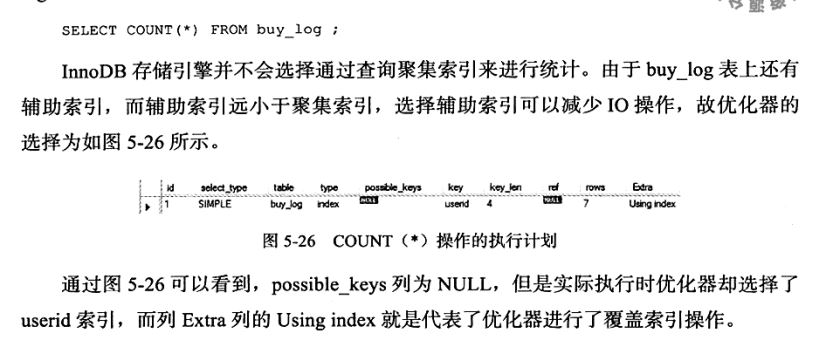 SELECT COUNT(*) FROM buy_log ;
InnoDB 存储引擎并不会选择通过查询聚集索引来进行统计。由于 buy_log 表上还有
辅助索引，而辅助索引远小于聚集索引，选择辅助索引可以减少 IO 操作，故优化器的
选择为如图 5-26 所示。
id select_type table type possible_keys key key_len ref rows Extra
1 SIMPLE buy_log index NULL userid 4 NULL 7 Using index
图 5-26 COUNT（*）操作的执行计划
通过图 5-26 可以看到，possible_keys 列为 NULL，但是实际执行时优化器却选择了
userid 索引，而列 Extra 列的 Using index 就是代表了优化器进行了覆盖索引操作。